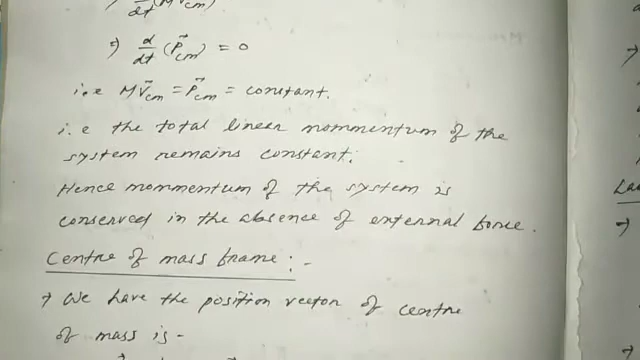 d/dt (M V⃗cm)
⇒ d/dt (P⃗cm) = 0
i.e MV⃗cm = P⃗cm = constant.
i.e the total linear mommentum of the
system remains constant.
Hence mommentum of the system is
conserved in the absence of external force.
Centre of mass frame :-
→ We have the position vector of centre
of mass is -